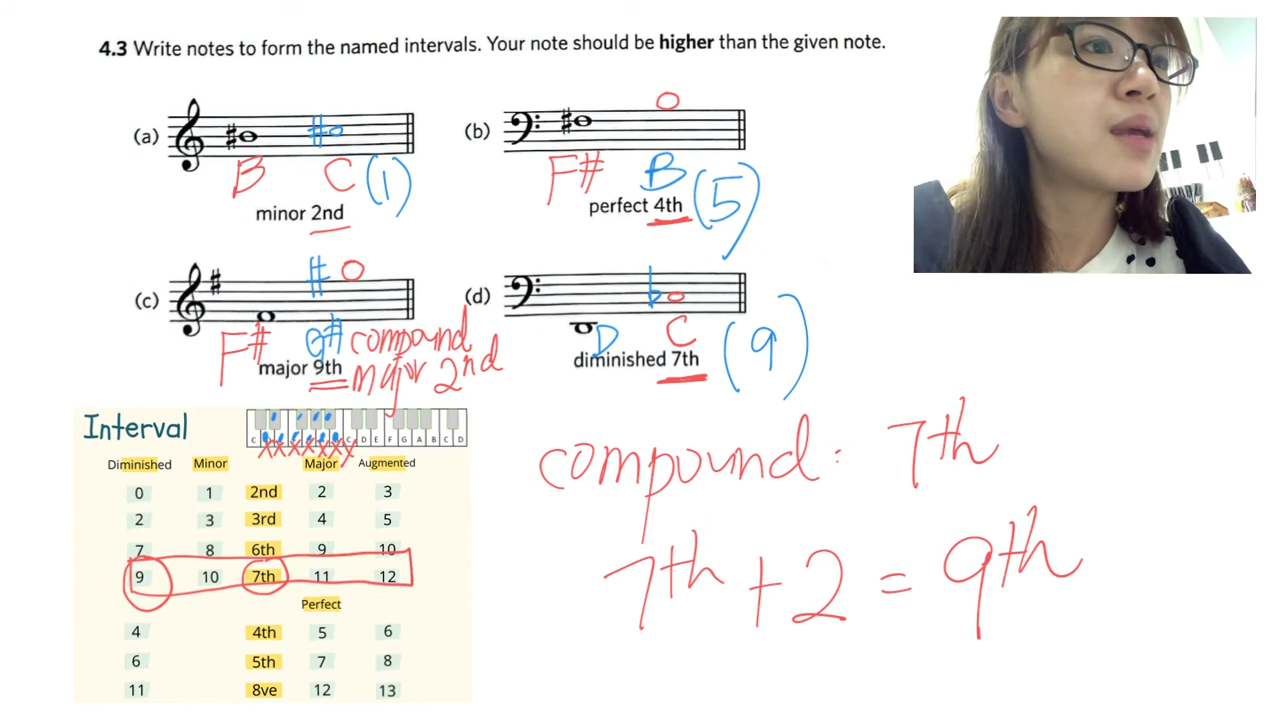 4.3 Write notes to form the named intervals. Your note should be higher than the given note.
(a)
B C (1)
minor 2nd
(b)
F# B (5)
perfect 4th
(c)
F# g# compound
major 9th = major 2nd
(d)
D C (9)
diminished 7th
Interval
C C D E F G A B C D
Diminished Minor Major Augmented
0 1 2nd 2 3
2 3 3rd 4 5
7 8 6th 9 10
9 10 7th 11 12
Perfect
4 4th 5 6
6 5th 7 8
11 8ve 12 13
compound: 7th
7th + 2 = 9th